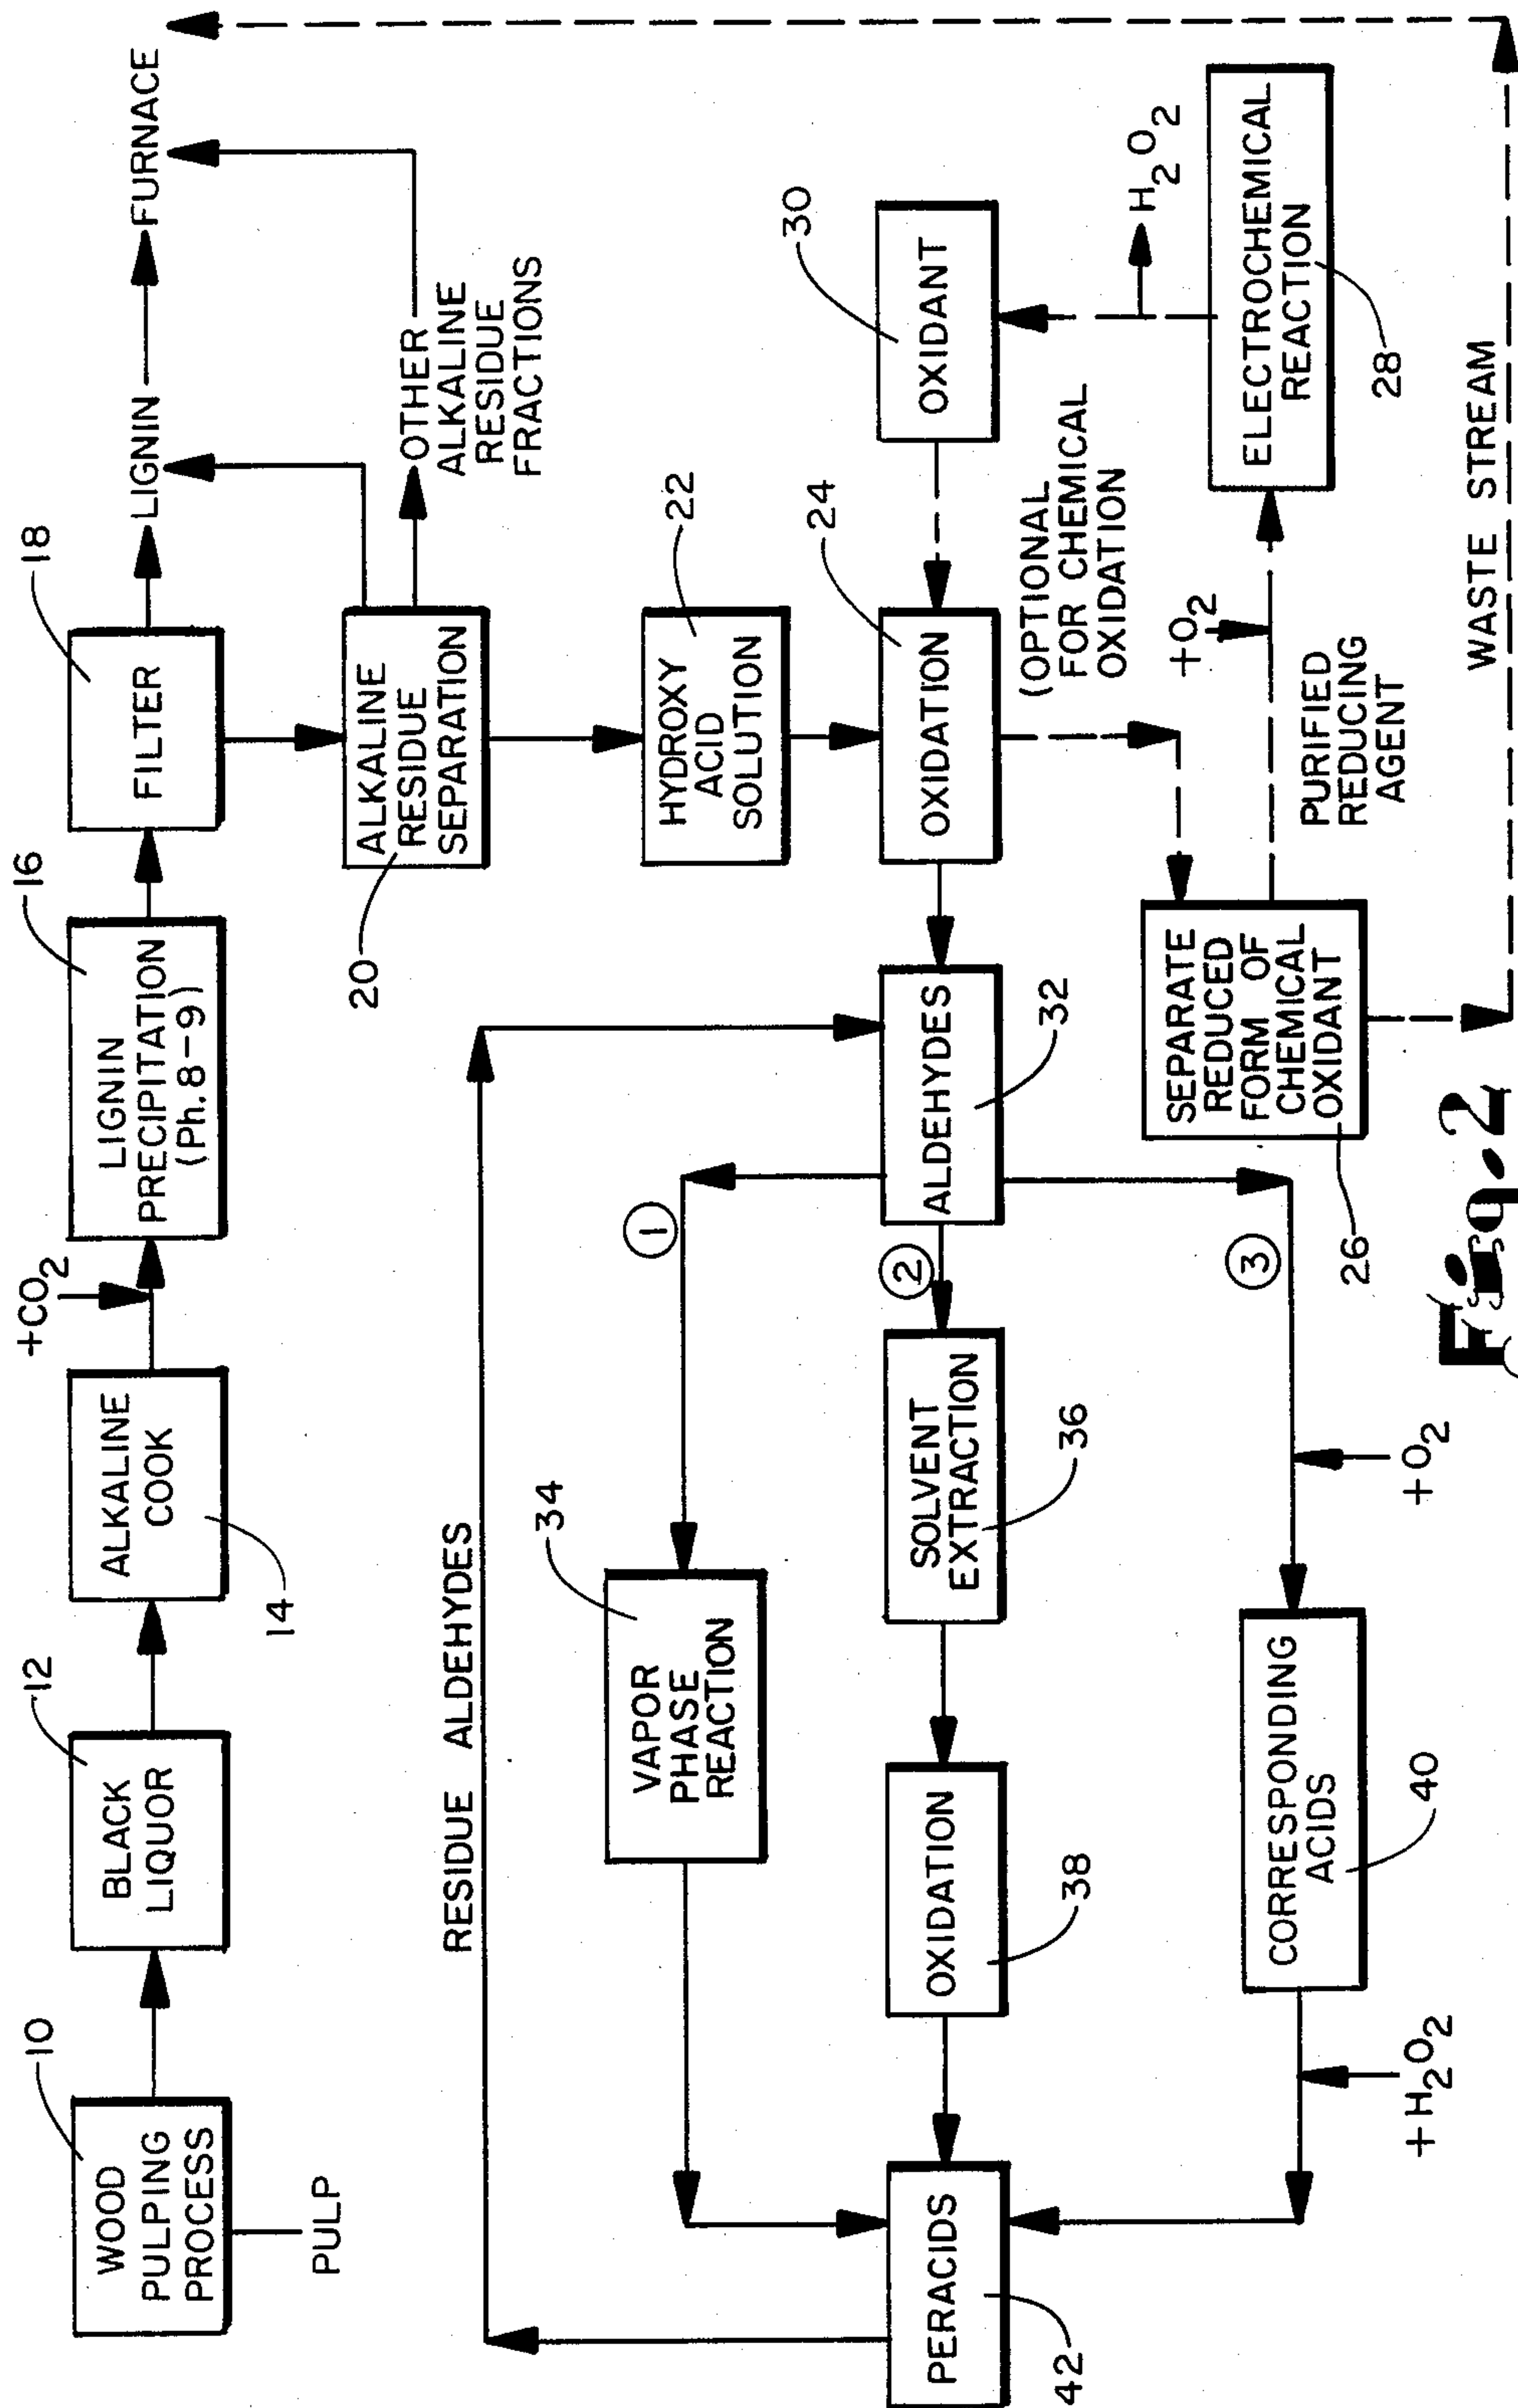 10
WOOD
PULPING
PROCESS
PULP
12
BLACK
LIQUOR
ALKALINE
COOK
14
+CO2
16
LIGNIN
PRECIPITATION
(Ph.8-9)
18
FILTER
LIGNIN
FURNACE
ALKALINE
RESIDUE
SEPARATION
20
OTHER
ALKALINE
RESIDUE
FRACTIONS
22
HYDROXY
ACID
SOLUTION
24
OXIDATION
30
OXIDANT
(OPTIONAL
FOR CHEMICAL
OXIDATION
H2O2
ELECTROCHEMICAL
REACTION
28
+O2
PURIFIED
REDUCING
AGENT
SEPARATE
REDUCED
FORM OF
CHEMICAL
OXIDANT
26
WASTE STREAM
RESIDUE ALDEHYDES
ALDEHYDES
32
1
34
VAPOR
PHASE
REACTION
2
SOLVENT
EXTRACTION
36
OXIDATION
38
3
+O2
CORRESPONDING
ACIDS
40
+H2O2
PERACIDS
42
Fig.2